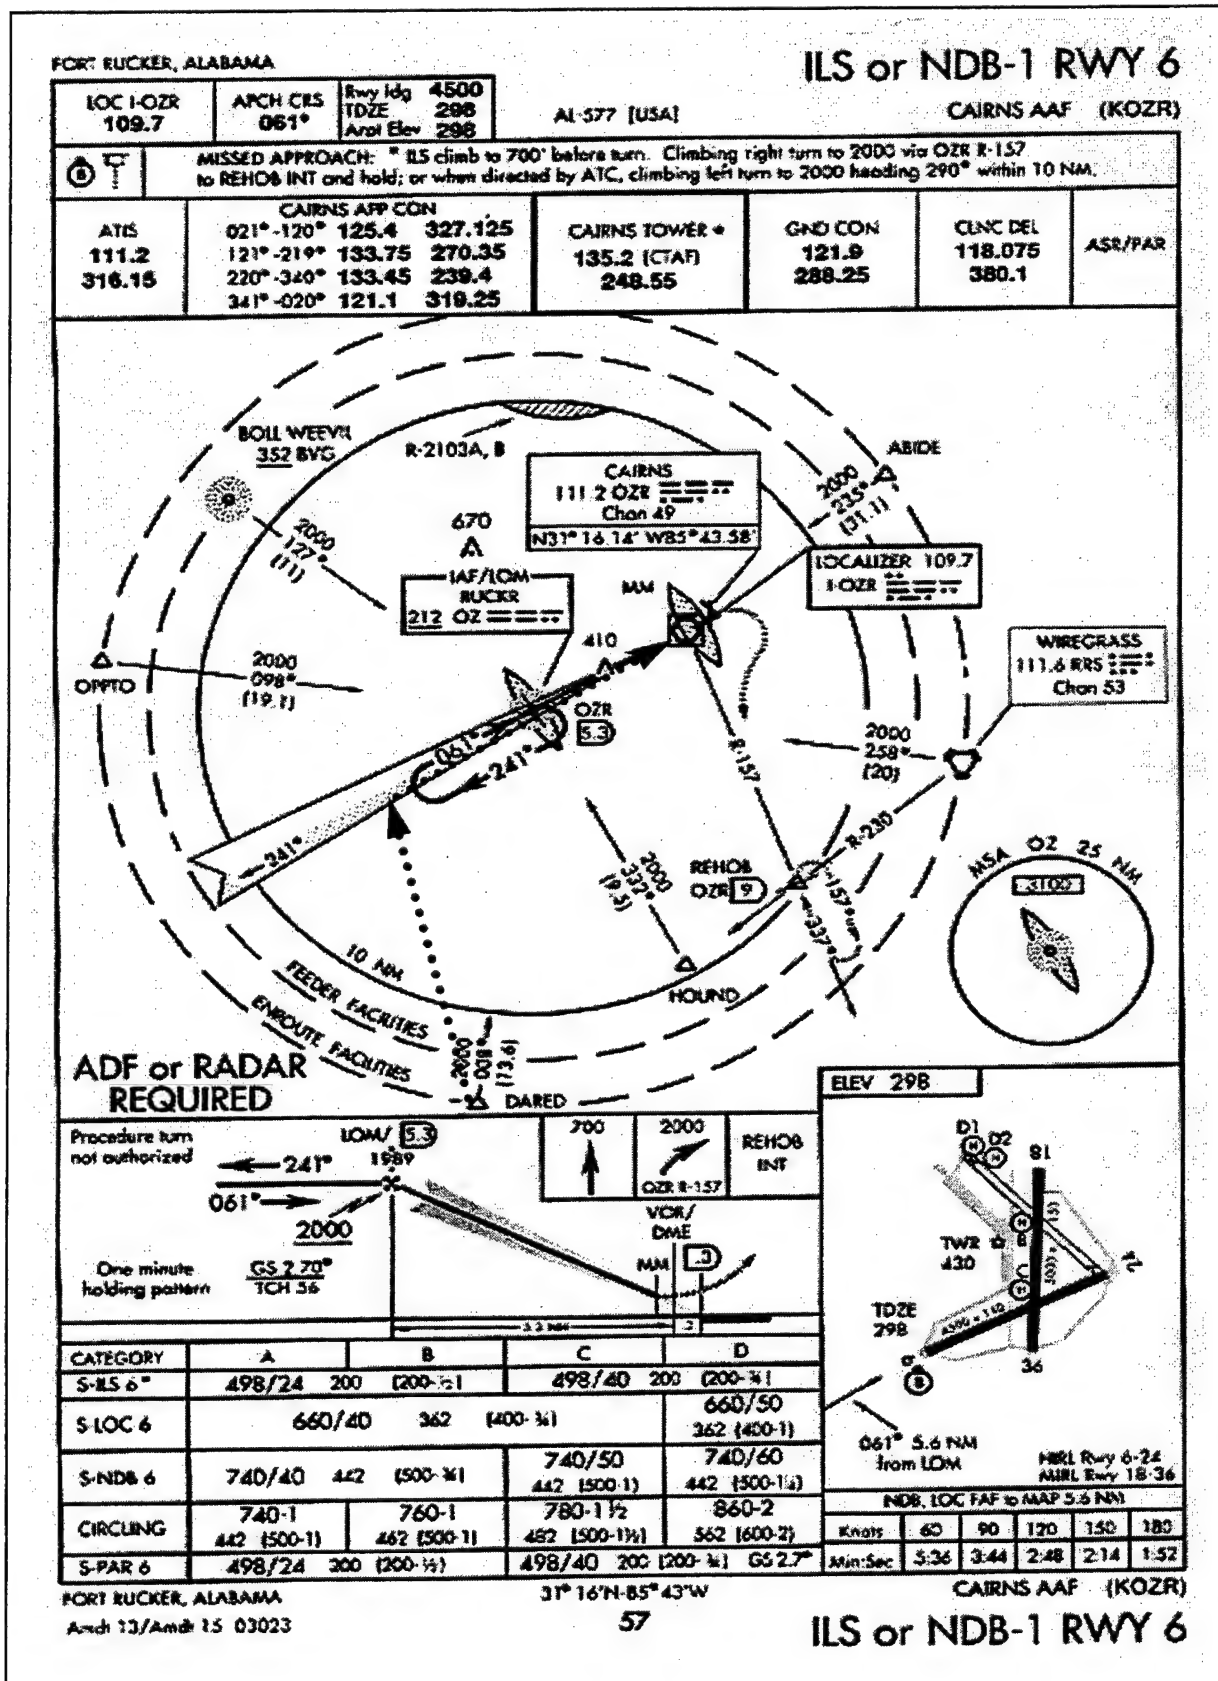 FORT RUCKER, ALABAMA
ILS or NDB-1 RWY 6
LOC I-OZR
109.7
APCH CRS
061°
Rwy ldg 4500
TDZE 298
Arpt Elev 298
AL-577 [USA]
CAIRNS AAF (KOZR)
MISSED APPROACH: * ILS climb to 700' before turn. Climbing right turn to 2000 via OZR R-157
to REHOB INT and hold; or when directed by ATC, climbing left turn to 2000 heading 290° within 10 NM.
ATIS
111.2
316.15
CAIRNS APP CON
021°-120° 125.4 327.125
121°-219° 133.75 270.35
220°-340° 133.45 239.4
341°-020° 121.1 319.25
CAIRNS TOWER *
135.2 (CTAF)
248.55
GND CON
121.9
288.25
CLNC DEL
118.075
380.1
ASR/PAR
BOLL WEEVIL
352 BVG
R-2103A, B
ABIDE
2000
235°
(31.1)
CAIRNS
111.2 OZR
Chan 49
N31° 16.14' W85° 43.58'
670
2000
127°
(11)
IAF/LOM
RUCKR
212 OZ
MM
LOCALIZER 109.7
I-OZR
410
WIREGRASS
111.6 RRS
Chan 53
OPPTO
2000
098°
(19.1)
OZR
5.3
061°
241°
R-157
2000
258°
(20)
R-230
241°
2000
332°
(9.5)
REHOB
OZR 9
157°
337°
MSA OZ 25 NM
3100
10 NM
HOUND
FEEDER FACILITIES
ENROUTE FACILITIES
ADF or RADAR
REQUIRED
*2000
008°
(13.6)
DARED
ELEV 298
Procedure turn
not authorized
LOM/ 5.3
1989
241°
061°
2000
One minute
holding pattern
GS 2.70°
TCH 56
700
2000
OZR R-157
REHOB
INT
VOR/
DME
MM
.3
D1
D2
18
B
C
TWR
430
TDZE
298
24
36
6
061° 5.6 NM
from LOM
HIRL Rwy 6-24
MIRL Rwy 18-36
CATEGORY A B C D
S-ILS 6* 498/24 200 (200-½) 498/40 200 (200-¾)
S-LOC 6 660/40 362 (400-¾) 660/50 362 (400-1)
S-NDB 6 740/40 442 (500-¾) 740/50 442 (500-1) 740/60 442 (500-1¼)
CIRCLING 740-1 442 (500-1) 760-1 462 (500-1) 780-1½ 482 (500-1½) 860-2 562 (600-2)
S-PAR 6 498/24 200 (200-½) 498/40 200 (200-¾) GS 2.7°
NDB, LOC FAF to MAP 5.6 NM
Knots 60 90 120 150 180
Min:Sec 5:36 3:44 2:48 2:14 1:52
FORT RUCKER, ALABAMA
31° 16'N-85° 43'W
CAIRNS AAF (KOZR)
Amdt 13/Amdt 15 03023
57
ILS or NDB-1 RWY 6